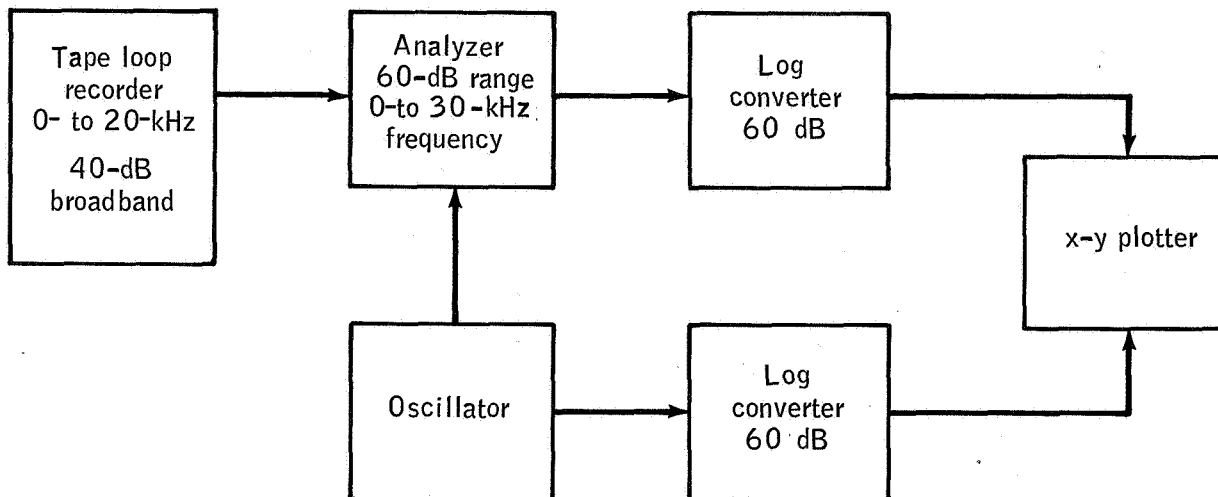 Tape loop
recorder
0- to 20-kHz
40-dB
broadband
Analyzer
60-dB range
0-to 30-kHz
frequency
Log
converter
60 dB
x-y plotter
Oscillator
Log
converter
60 dB